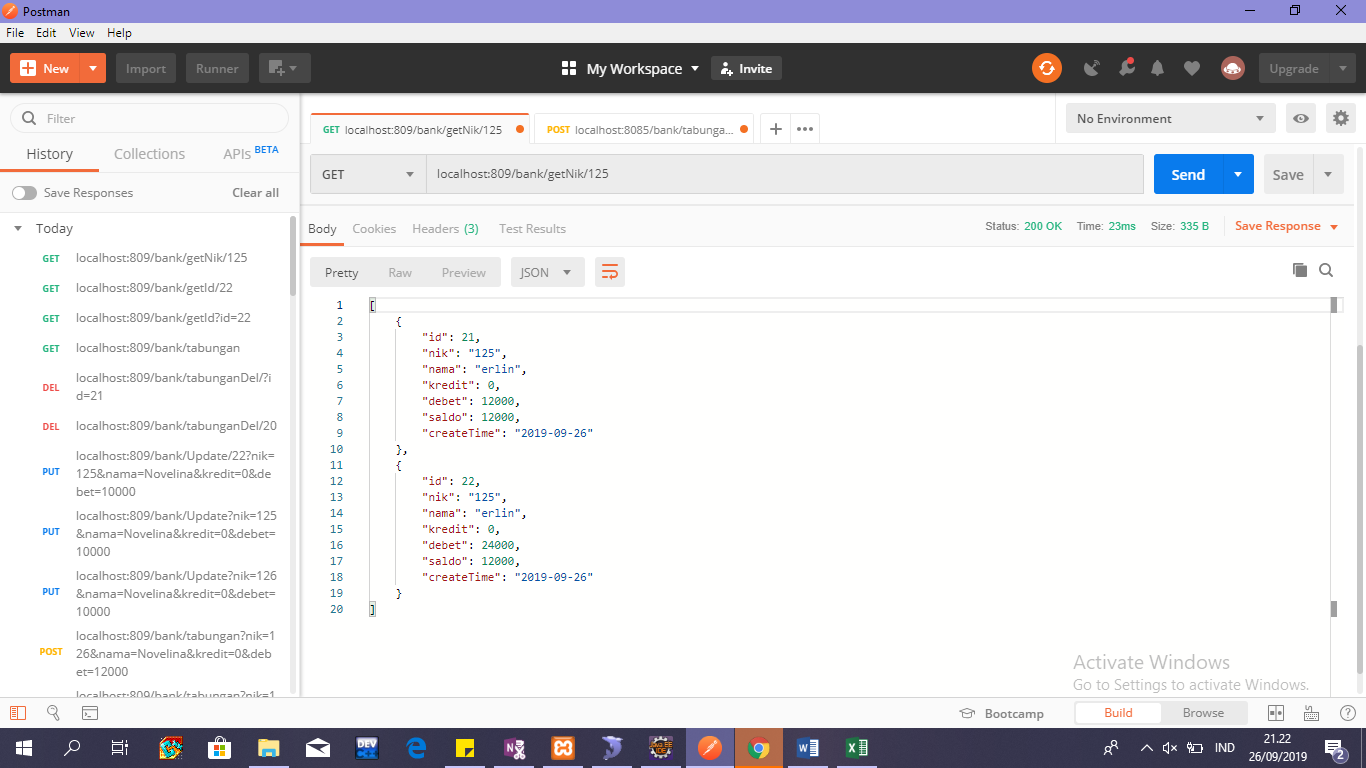 Postman
File Edit View Help
New Import Runner My Workspace Invite Upgrade
Filter
History Collections APIs BETA
Save Responses Clear all
Today
GET localhost:809/bank/getNik/125
GET localhost:809/bank/getId/22
GET localhost:809/bank/getId?id=22
GET localhost:809/bank/tabungan
DEL localhost:809/bank/tabunganDel/?i
d=21
DEL localhost:809/bank/tabunganDel/20
PUT localhost:809/bank/Update/22?nik=
125&nama=Novelina&kredit=0&de
bet=10000
PUT localhost:809/bank/Update?nik=125
&nama=Novelina&kredit=0&debet=
10000
PUT localhost:809/bank/Update?nik=126
&nama=Novelina&kredit=0&debet=
10000
POST localhost:809/bank/tabungan?nik=1
26&nama=Novelina&kredit=0&deb
et=12000
localhost:809/bank/tabungan?nik=1
GET localhost:809/bank/getNik/125 POST localhost:8085/bank/tabunga... No Environment
GET localhost:809/bank/getNik/125 Send Save
Body Cookies Headers (3) Test Results Status: 200 OK Time: 23ms Size: 335 B Save Response
Pretty Raw Preview JSON
1 [
2 {
3 "id": 21,
4 "nik": "125",
5 "nama": "erlin",
6 "kredit": 0,
7 "debet": 12000,
8 "saldo": 12000,
9 "createTime": "2019-09-26"
10 },
11 {
12 "id": 22,
13 "nik": "125",
14 "nama": "erlin",
15 "kredit": 0,
16 "debet": 24000,
17 "saldo": 12000,
18 "createTime": "2019-09-26"
19 }
20 ]
Activate Windows
Go to Settings to activate Windows.
Bootcamp Build Browse
DEV
IND 21.22
26/09/2019 2